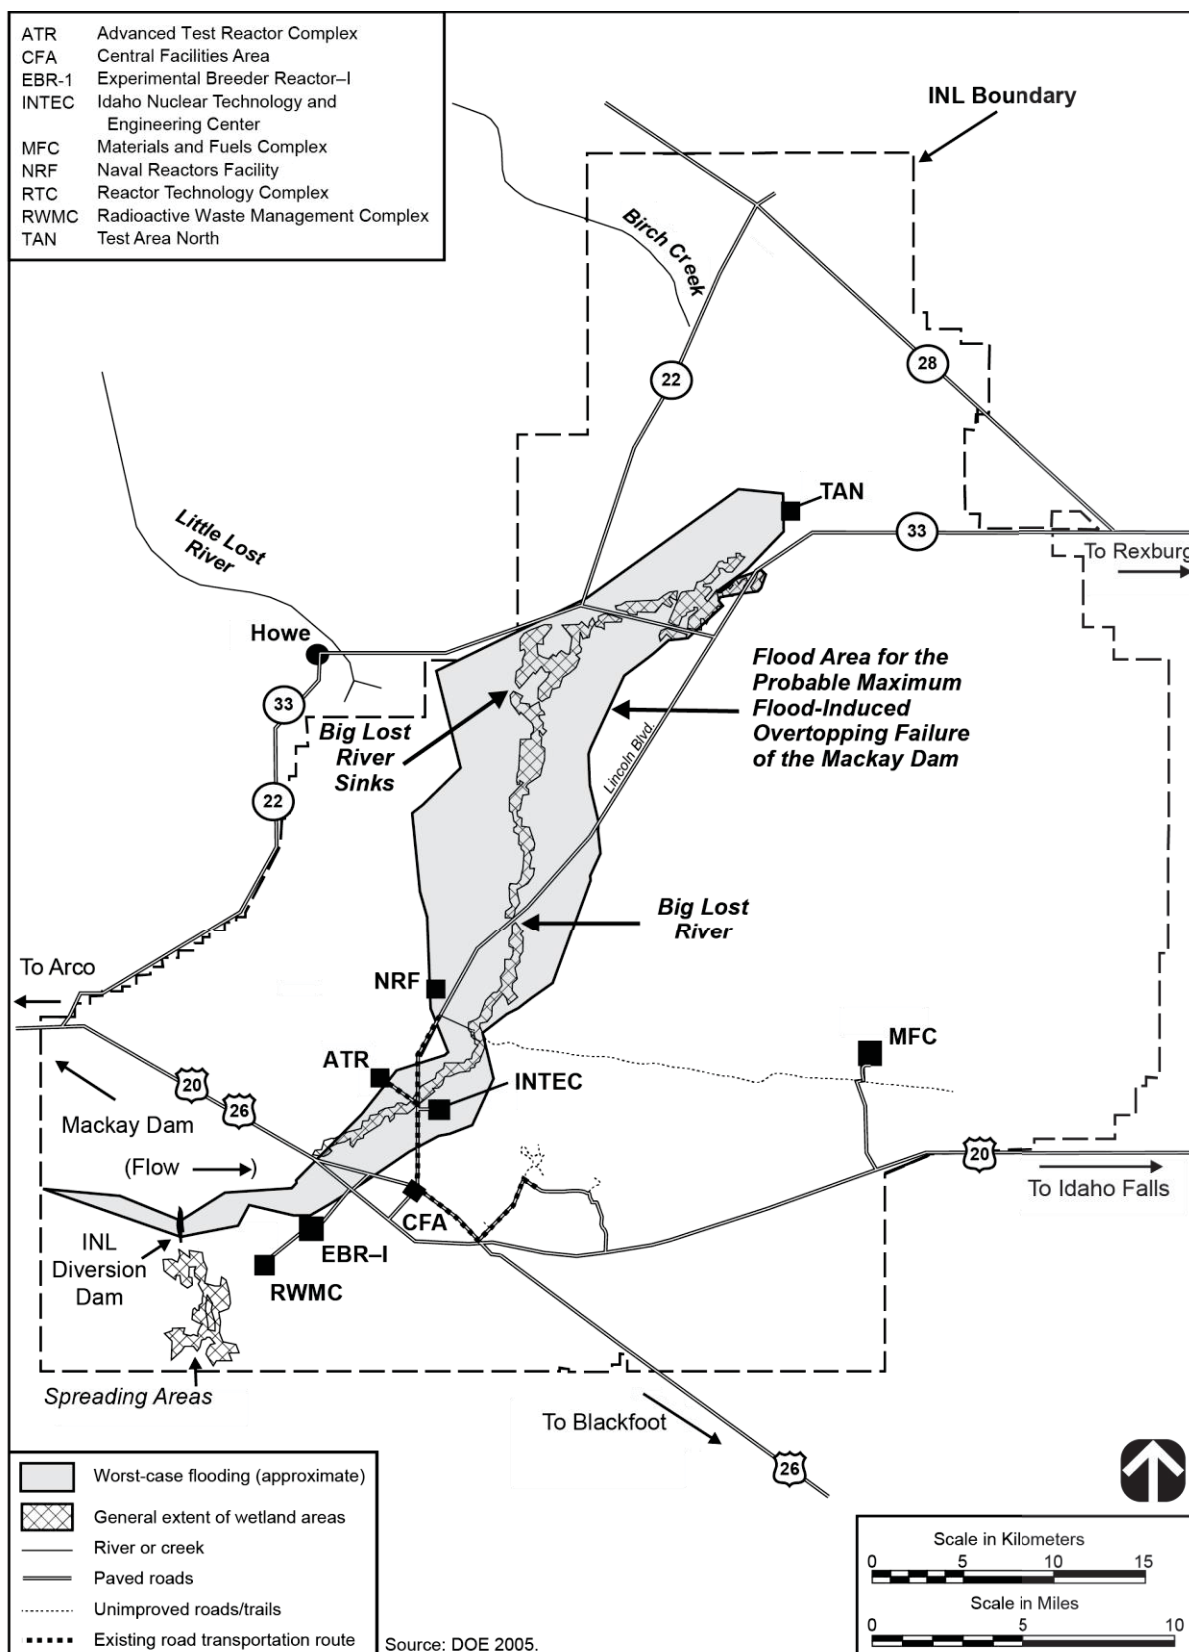 ATR Advanced Test Reactor Complex
CFA Central Facilities Area
EBR-1 Experimental Breeder Reactor–I
INTEC Idaho Nuclear Technology and
Engineering Center
MFC Materials and Fuels Complex
NRF Naval Reactors Facility
RTC Reactor Technology Complex
RWMC Radioactive Waste Management Complex
TAN Test Area North
INL Boundary
Birch Creek
22
28
TAN
33
To Rexburg
Little Lost
River
Howe
33
22
Big Lost
River
Sinks
Flood Area for the
Probable Maximum
Flood-Induced
Overtopping Failure
of the Mackay Dam
Lincoln Blvd.
Big Lost
River
To Arco
NRF
MFC
ATR
INTEC
20
26
Mackay Dam
(Flow )
20
To Idaho Falls
CFA
INL
Diversion
Dam
EBR–I
RWMC
Spreading Areas
To Blackfoot
26
Worst-case flooding (approximate)
General extent of wetland areas
River or creek
Paved roads
Unimproved roads/trails
Existing road transportation route
Source: DOE 2005.
Scale in Kilometers
0 5 10 15
Scale in Miles
0 5 10